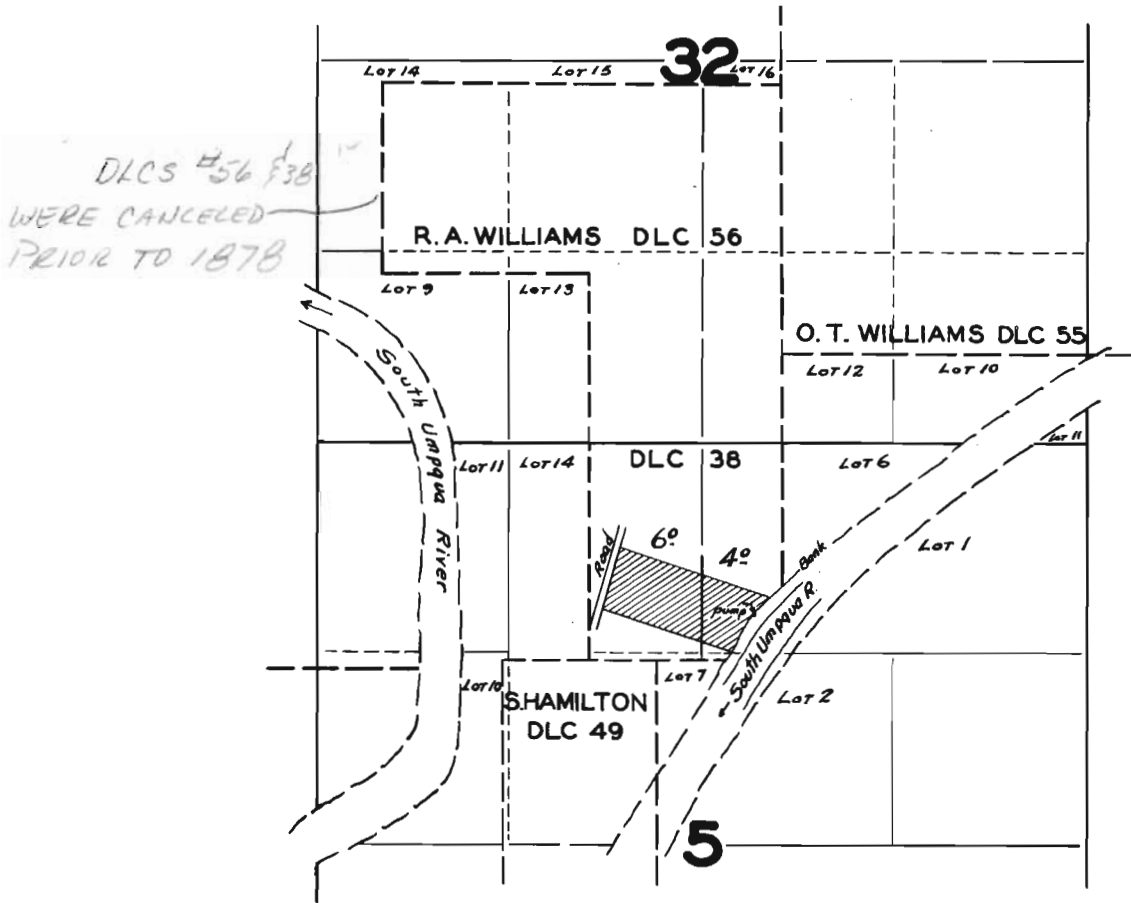 32
LOT 14
LOT 15
LOT 16
DLCS #56 & 38
WERE CANCELED
PRIOR TO 1878
R.A. WILLIAMS DLC 56
LOT 9
LOT 13
O. T. WILLIAMS DLC 55
LOT 12
LOT 10
South Umpqua River
LOT 11
LOT 11
LOT 14
DLC 38
LOT 6
Road
6º
4º
Bank
LOT 1
pump
South Umpqua R.
LOT 10
S.HAMILTON
DLC 49
LOT 7
LOT 2
5